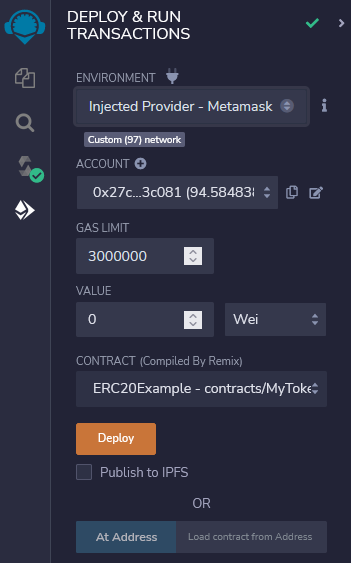 DEPLOY & RUN
TRANSACTIONS
ENVIRONMENT
Injected Provider - Metamask
Custom (97) network
ACCOUNT
0x27c...3c081 (94.58483
GAS LIMIT
3000000
VALUE
0
Wei
CONTRACT (Compiled By Remix)
ERC20Example - contracts/MyToke
Deploy
Publish to IPFS
OR
At Address
Load contract from Address